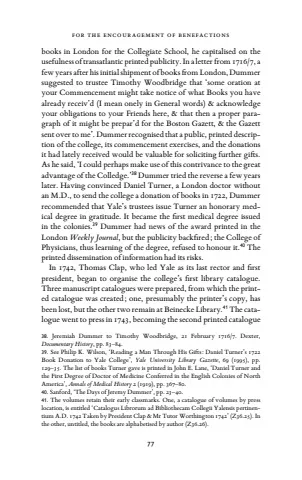 FOR THE ENCOURAGEMENT OF BENEFACTIONS
books in London for the Collegiate School, he capitalised on the
usefulness of transatlantic printed publicity. In a letter from 1716/7, a
few years after his initial shipment of books from London, Dummer
suggested to trustee Timothy Woodbridge that ‘some oration at
your Commencement might take notice of what Books you have
already receiv’d (I mean onely in General words) & acknowledge
your obligations to your Friends here, & that then a proper para-
graph of it might be prepar’d for the Boston Gazett, & the Gazett
sent over to me’. Dummer recognised that a public, printed descrip-
tion of the college, its commencement exercises, and the donations
it had lately received would be valuable for soliciting further gifts.
As he said, ‘I could perhaps make use of this contrivance to the great
advantage of the Colledge.’³⁸ Dummer tried the reverse a few years
later. Having convinced Daniel Turner, a London doctor without
an M.D., to send the college a donation of books in 1722, Dummer
recommended that Yale’s trustees issue Turner an honorary med-
ical degree in gratitude. It became the first medical degree issued
in the colonies.³⁹ Dummer had news of the award printed in the
London Weekly Journal, but the publicity backfired; the College of
Physicians, thus learning of the degree, refused to honour it.⁴⁰ The
printed dissemination of information had its risks.
In 1742, Thomas Clap, who led Yale as its last rector and first
president, began to organise the college’s first library catalogue.
Three manuscript catalogues were prepared, from which the print-
ed catalogue was created; one, presumably the printer’s copy, has
been lost, but the other two remain at Beinecke Library.⁴¹ The cata-
logue went to press in 1743, becoming the second printed catalogue
38. Jeremiah Dummer to Timothy Woodbridge, 21 February 1716/7. Dexter,
Documentary History, pp. 83–84.
39. See Philip K. Wilson, ‘Reading a Man Through His Gifts: Daniel Turner’s 1722
Book Donation to Yale College’, Yale University Library Gazette, 69 (1995), pp.
129–35. The list of books Turner gave is printed in John E. Lane, ‘Daniel Turner and
the First Degree of Doctor of Medicine Conferred in the English Colonies of North
America’, Annals of Medical History 2 (1919), pp. 367–80.
40. Sanford, ‘The Days of Jeremy Dummer’, pp. 23–40.
41. The volumes retain their early classmarks. One, a catalogue of volumes by press
location, is entitled ‘Catalogus Librorum ad Bibliothecam Collegii Yalensis pertinen-
tium A.D. 1742 Taken by President Clap & Mr Tutor Worthington 1742’ (Z36.25). In
the other, untitled, the books are alphabetised by author (Z36.26).
77